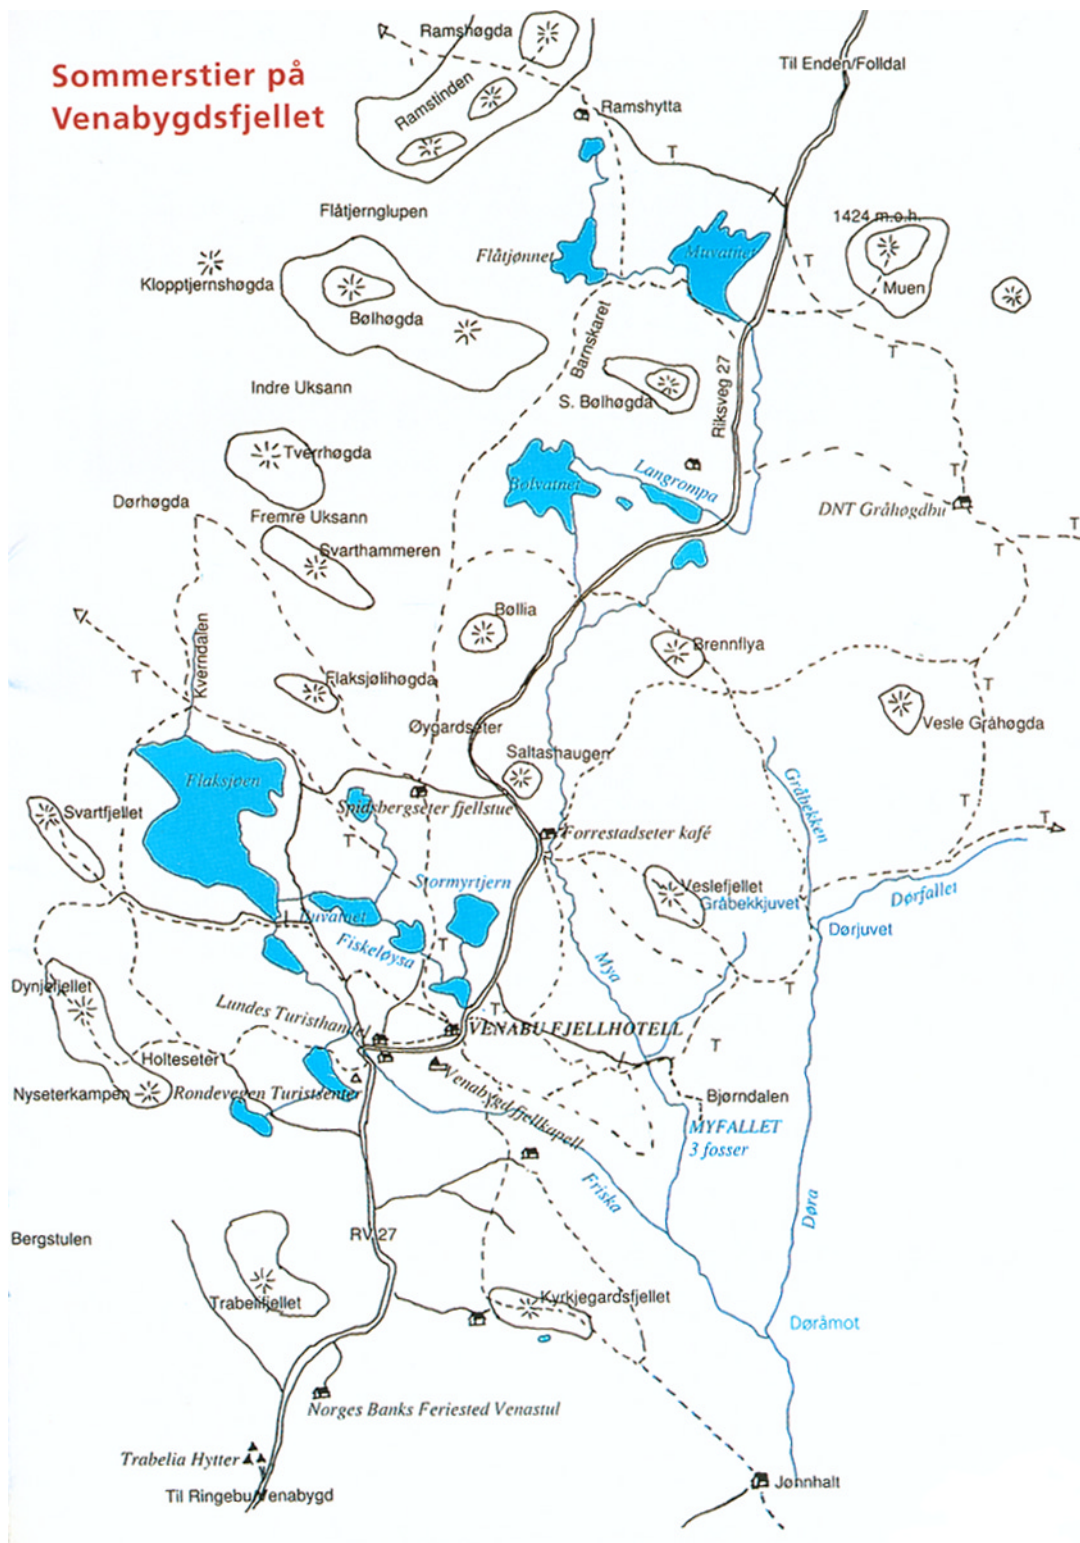 Sommerstier på
Venabygdsfjellet
Ramshøgda
Til Enden/Folldal
Ramstinden
Ramshytta
T
Flåtjernglupen
1424 m.o.h.
Flåtjønnet
Muvatnet
T
Klopptjernshøgda
Muen
Bølhøgda
Barnskaret
T
Riksveg 27
Indre Uksann
S. Bølhøgda
Tverrhøgda
Langrompa
T
Bølvatnet
Dørhøgda
DNT Gråhøgdbu
Fremre Uksann
T
T
Svarthammeren
Bøllia
Brennflya
Kverndalen
T
Flaksjølihøgda
T
Øygardseter
Vesle Gråhøgda
Saltashaugen
Flaksjøen
Gråbekken
Spidsbergseter fjellstue
T
Svartfjellet
T
Forrestadseter kafé
T
Stormyrtjern
Veslefjellet
Gråbekkjuvet
Dørfallet
Luvatnet
Dørjuvet
Fiskeløysa
T
Mya
Dynjefjellet
T
Lundes Turisthandel
T
VENABU FJELLHOTELL
T
Holteseter
Nyseterkampen
Rondevegen Turistsenter
Venabygd fjellkapell
Bjørndalen
MYFALLET
3 fosser
Friska
Døra
Bergstulen
RV 27
Trabelifjellet
Kyrkjegardsfjellet
Døråmot
Norges Banks Feriested Venastul
Trabelia Hytter
Jønnhalt
Til Ringebu/Venabygd